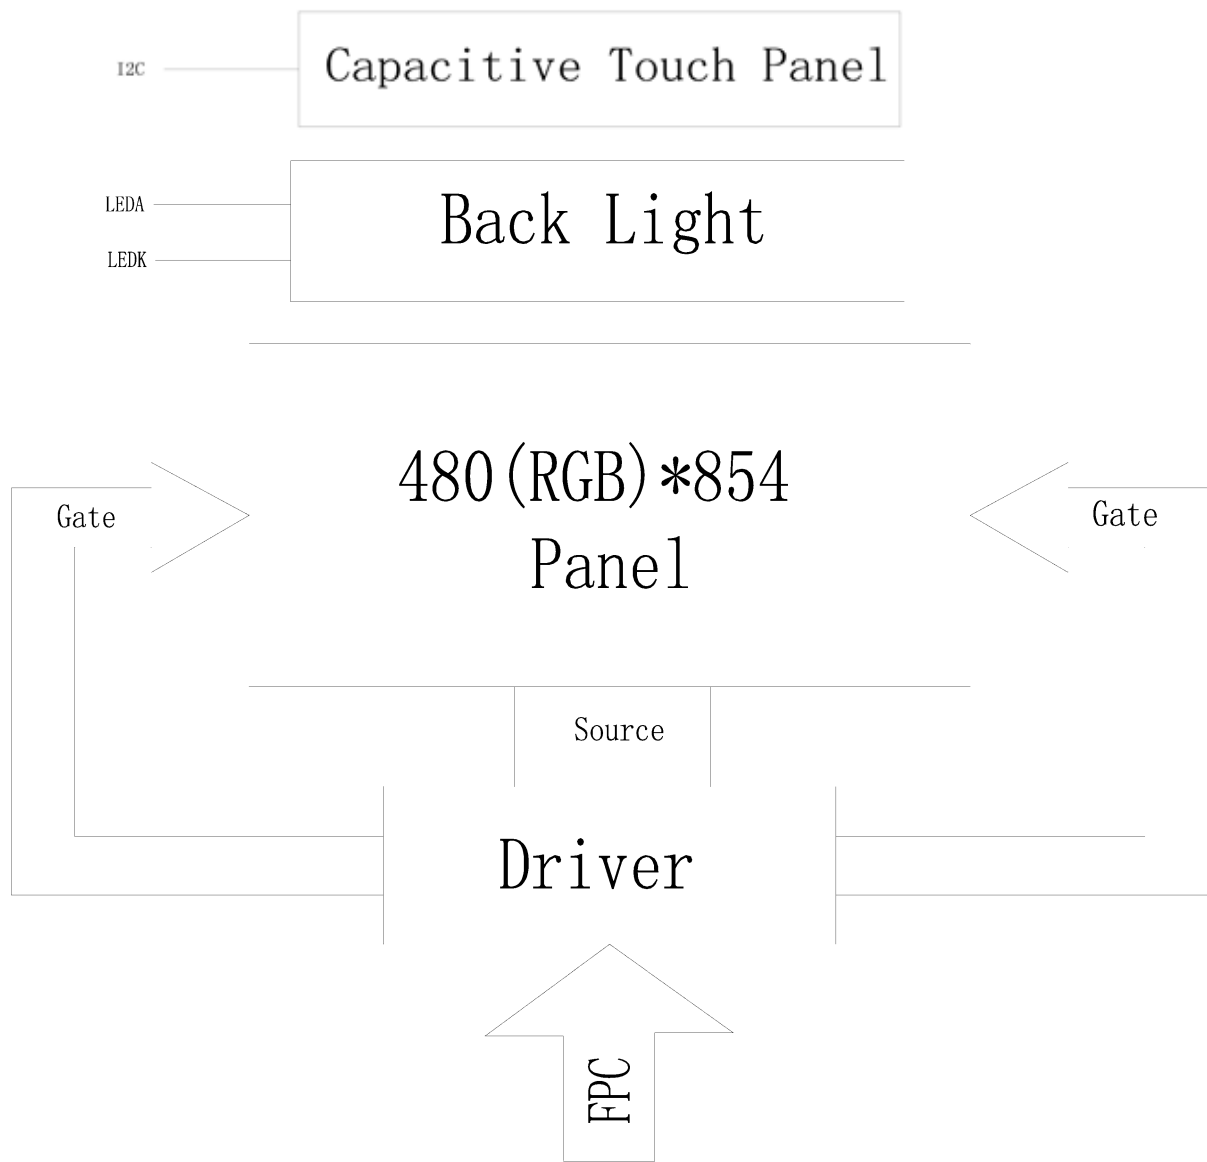 I2C
Capacitive Touch Panel
LEDA
Back Light
LEDK
480(RGB)*854
Panel
Gate
Gate
Source
Driver
FPC